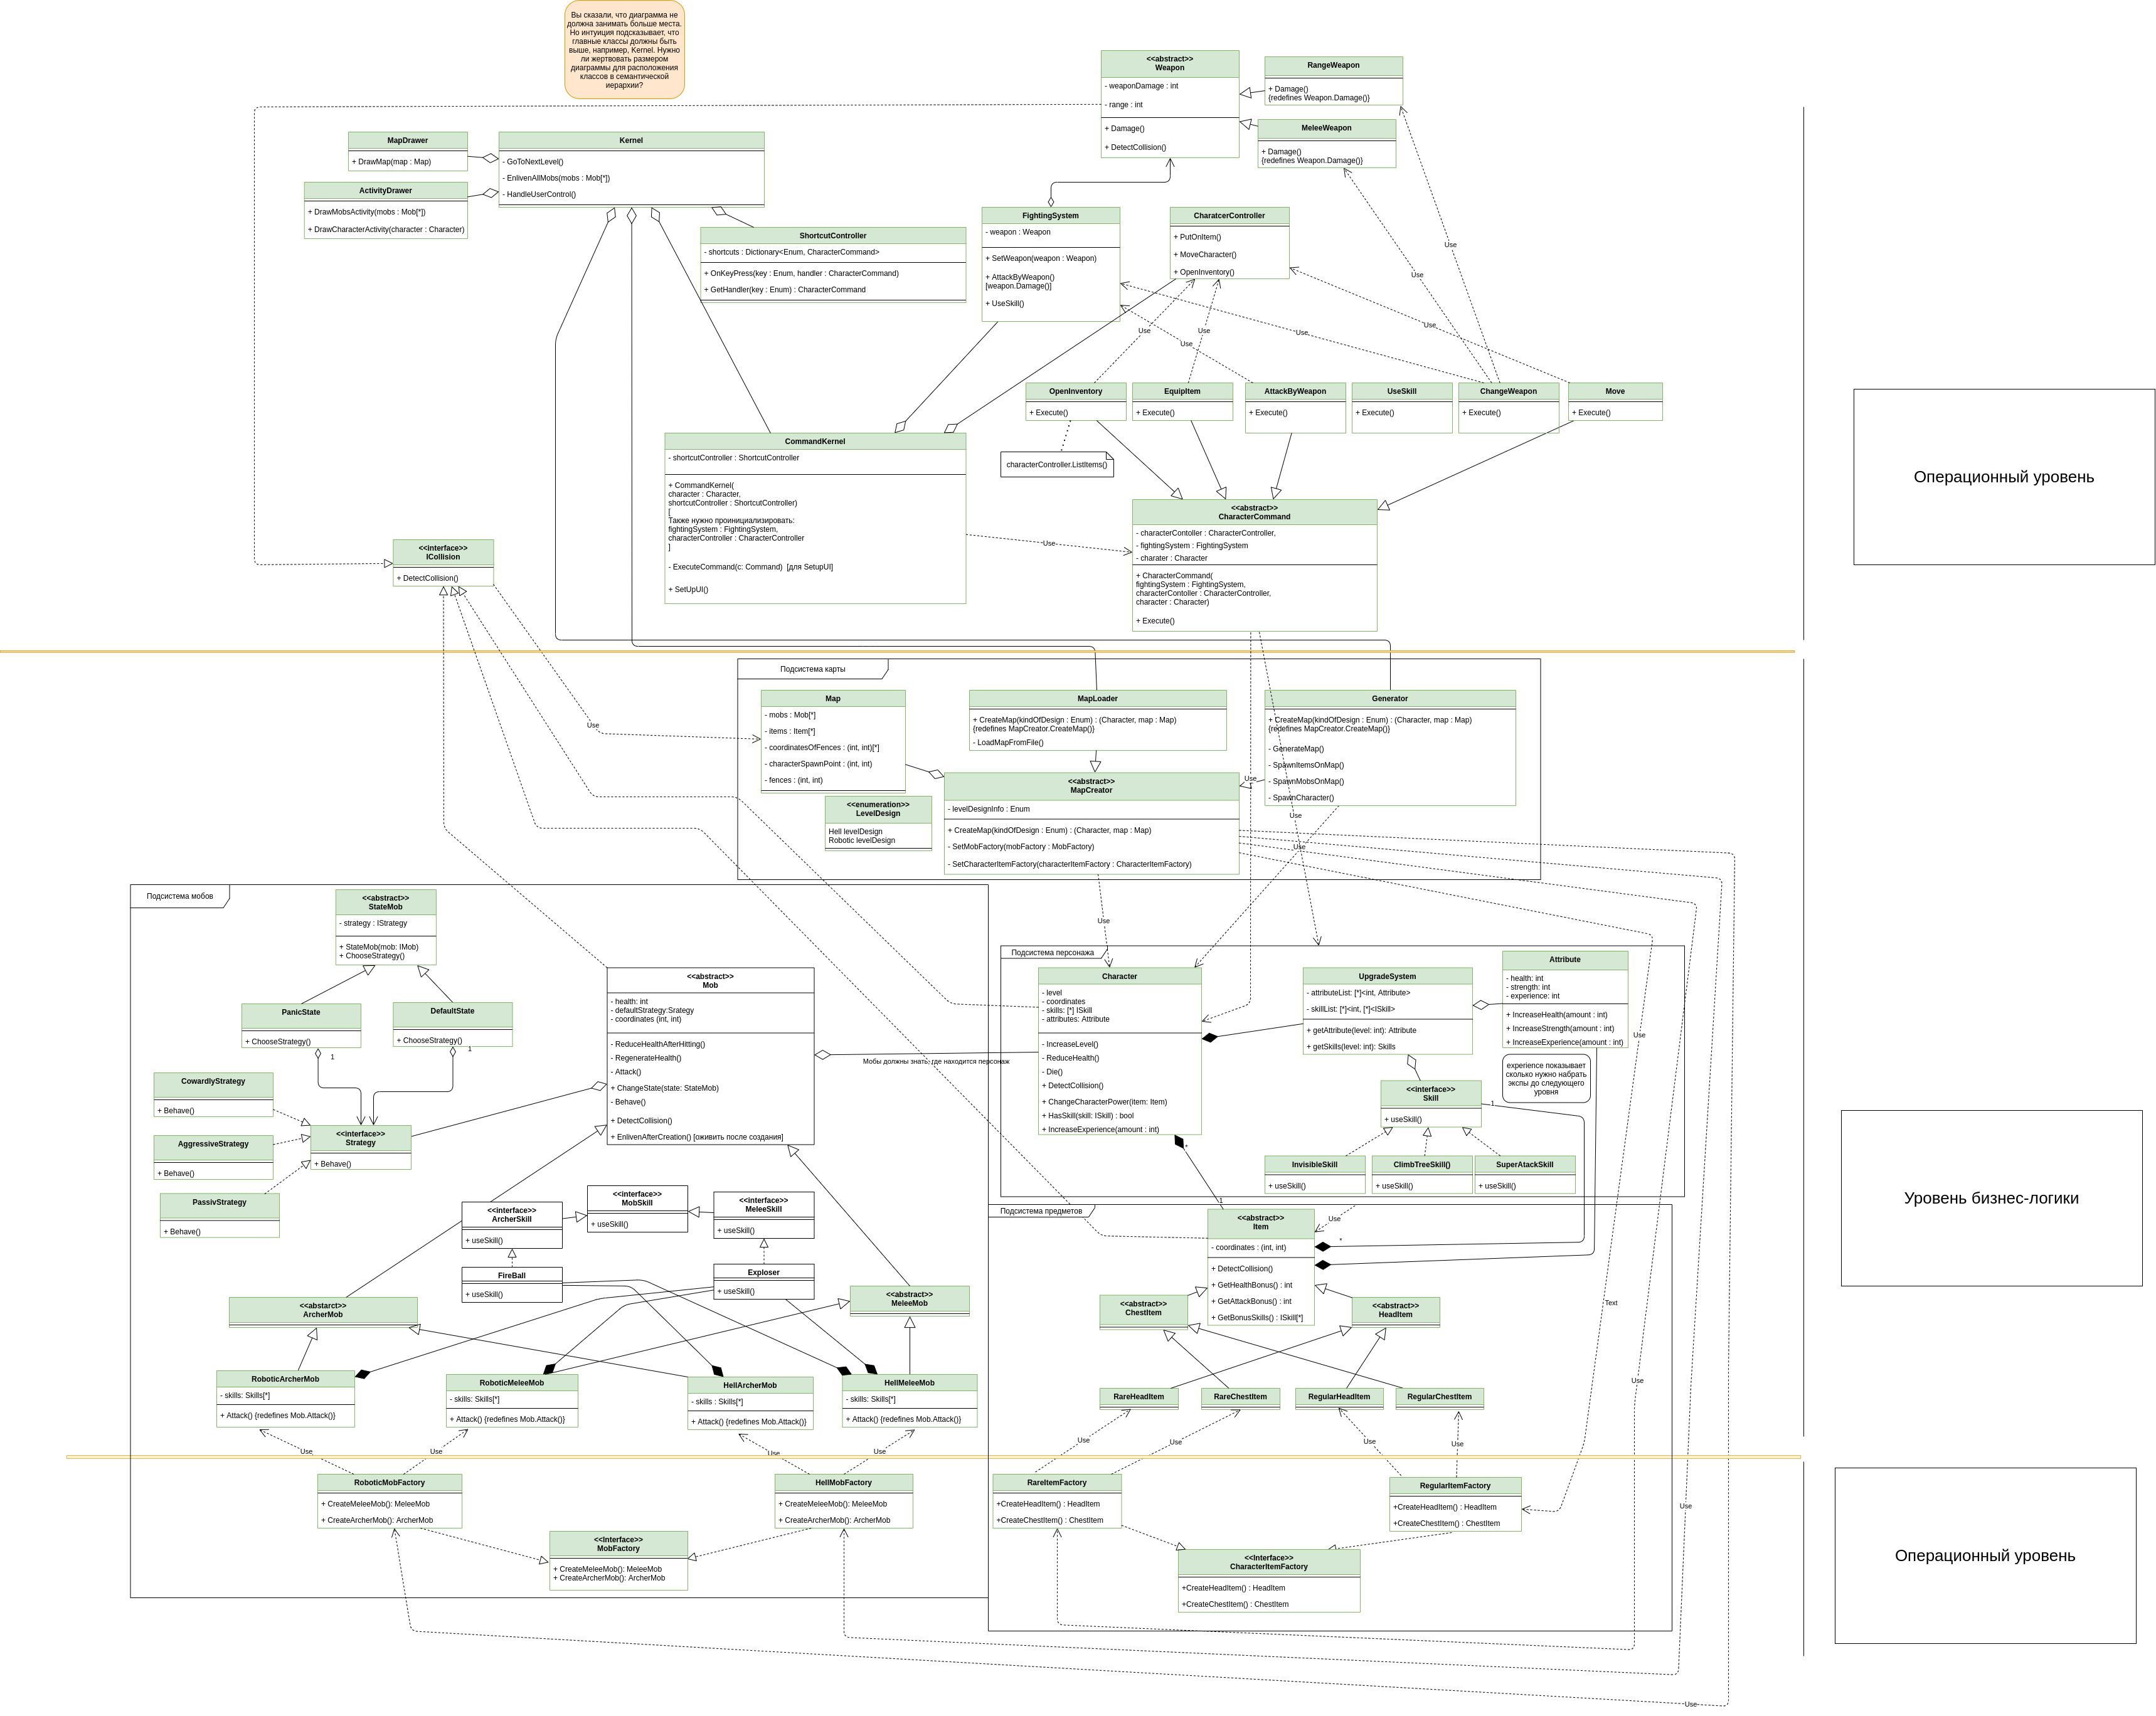 Вы сказали, что диаграмма не
должна занимать больше места.
Но интуиция подсказывает, что
главные классы должны быть
выше, например, Kernel. Нужно
ли жертвовать размером
диаграммы для расположения
классов в семантической
иерархии?
<<abstract>>
Weapon
- weaponDamage : int
- range : int
+ Damage()
+ DetectCollision()
RangeWeapon
+ Damage()
{redefines Weapon.Damage()}
MeleeWeapon
+ Damage()
{redefines Weapon.Damage()}
MapDrawer
+ DrawMap(map : Map)
ActivityDrawer
+ DrawMobsActivity(mobs : Mob[*])
+ DrawCharacterActivity(character : Character)
Kernel
- GoToNextLevel()
- EnlivenAllMobs(mobs : Mob[*])
- HandleUserControl()
ShortcutController
- shortcuts : Dictionary<Enum, CharacterCommand>
+ OnKeyPress(key : Enum, handler : CharacterCommand)
+ GetHandler(key : Enum) : CharacterCommand
FightingSystem
- weapon : Weapon
+ SetWeapon(weapon : Weapon)
+ AttackByWeapon()
[weapon.Damage()]
+ UseSkill()
CharatcerController
+ PutOnItem()
+ MoveCharacter()
+ OpenInventory()
Use
Use
Use
Use
Use
Use
Use
OpenInventory
+ Execute()
EquipItem
+ Execute()
AttackByWeapon
+ Execute()
UseSkill
+ Execute()
ChangeWeapon
+ Execute()
Move
+ Execute()
characterController.ListItems()
Операционный уровень
CommandKernel
- shortcutController : ShortcutController
+ CommandKernel(
character : Character,
shortcutController : ShortcutController)
[
Также нужно проинициализировать:
fightingSystem : FightingSystem,
characterController : CharacterController
]
- ExecuteCommand(c: Command)  [для SetupUI]
+ SetUpUI()
Use
<<abstract>>
CharacterCommand
- characterContoller : CharacterController,
- fightingSystem : FightingSystem
- charater : Character
+ CharacterCommand(
fightingSystem : FightingSystem,
characterContoller : CharacterController,
character : Character)
+ Execute()
<<Interface>>
ICollision
+ DetectCollision()
Use
Подсистема карты
Map
- mobs : Mob[*]
- items : Item[*]
- coordinatesOfFences : (int, int)[*]
- characterSpawnPoint : (int, int)
- fences : (int, int)
<<enumeration>>
LevelDesign
Hell levelDesign
Robotic levelDesign
MapLoader
+ CreateMap(kindOfDesign : Enum) : (Character, map : Map)
{redefines MapCreator.CreateMap()}
- LoadMapFromFile()
<<abstract>>
MapCreator
- levelDesignInfo : Enum
+ CreateMap(kindOfDesign : Enum) : (Character, map : Map)
- SetMobFactory(mobFactory : MobFactory)
- SetCharacterItemFactory(characterItemFactory : CharacterItemFactory)
Generator
+ CreateMap(kindOfDesign : Enum) : (Character, map : Map)
{redefines MapCreator.CreateMap()}
- GenerateMap()
- SpawnItemsOnMap()
- SpawnMobsOnMap()
- SpawnCharacter()
Use
Use
Use
Use
Подсистема мобов
<<abstract>>
StateMob
- strategy : IStrategy
+ StateMob(mob: IMob)
+ ChooseStrategy()
PanicState
+ ChooseStrategy()
DefaultState
+ ChooseStrategy()
1
1
CowardlyStrategy
+ Behave()
AggressiveStrategy
+ Behave()
PassivStrategy
+ Behave()
<<interface>>
Strategy
+ Behave()
<<abstract>>
Mob
- health: int
- defaultStrategy:Srategy
- coordinates (int, int)
- ReduceHealthAfterHitting()
- RegenerateHealth()
- Attack()
+ ChangeState(state: StateMob)
- Behave()
+ DetectCollision()
+ EnlivenAfterCreation() [оживить после создания]
Мобы должны знать, где находится персонаж
Подсистема персонажа
Character
- level
- coordinates
- skills: [*] ISkill
- attributes: Attribute
- IncreaseLevel()
- ReduceHealth()
- Die()
+ DetectCollision()
+ ChangeCharacterPower(item: Item)
+ HasSkill(skill: ISkill) : bool
+ IncreaseExperience(amount : int)
UpgradeSystem
- attributeList: [*]<int, Attribute>
- skillList: [*]<int, [*]<ISkill>
+ getAttribute(level: int): Attribute
+ getSkills(level: int): Skills
Attribute
- health: int
- strength: int
- experience: int
+ IncreaseHealth(amount : int)
+ IncreaseStrength(amount : int)
+ IncreaseExperience(amount : int)
experience показывает
сколько нужно набрать
экспы до следующего
уровня
<<interface>>
Skill
+ useSkill()
1
InvisibleSkill
+ useSkill()
ClimbTreeSkill()
+ useSkill()
SuperAtackSkill
+ useSkill()
Use
Уровень бизнес-логики
<<interface>>
ArcherSkill
+ useSkill()
<<interface>>
MobSkill
+ useSkill()
<<interface>>
MeleeSkill
+ useSkill()
FireBall
+ useSkill()
Exploser
+ useSkill()
<<abstarct>>
ArcherMob
<<abstract>>
MeleeMob
RoboticArcherMob
- skills: Skills[*]
+ Attack() {redefines Mob.Attack()}
RoboticMeleeMob
- skills: Skills[*]
+ Attack() {redefines Mob.Attack()}
HellArcherMob
- skills : Skills[*]
+ Attack() {redefines Mob.Attack()}
HellMeleeMob
- skills: Skills[*]
+ Attack() {redefines Mob.Attack()}
Подсистема предметов
*
1
<<abstract>>
Item
- coordinates : (int, int)
+ DetectCollision()
+ GetHealthBonus() : int
+ GetAttackBonus() : int
+ GetBonusSkills() : ISkill[*]
Use
*
<<abstract>>
ChestItem
<<abstract>>
HeadItem
Text
RareHeadItem
RareChestItem
RegularHeadItem
RegularChestItem
Use
Use
Use
Use
Use
Use
Use
Use
Use
RoboticMobFactory
+ CreateMeleeMob(): MeleeMob
+ CreateArcherMob(): ArcherMob
HellMobFactory
+ CreateMeleeMob(): MeleeMob
+ CreateArcherMob(): ArcherMob
<<Interface>>
MobFactory
+ CreateMeleeMob(): MeleeMob
+ CreateArcherMob(): ArcherMob
RareItemFactory
+CreateHeadItem() : HeadItem
+CreateChestItem() : ChestItem
RegularItemFactory
+CreateHeadItem() : HeadItem
+CreateChestItem() : ChestItem
<<Interface>>
CharacterItemFactory
+CreateHeadItem() : HeadItem
+CreateChestItem() : ChestItem
Use
Use
Операционный уровень